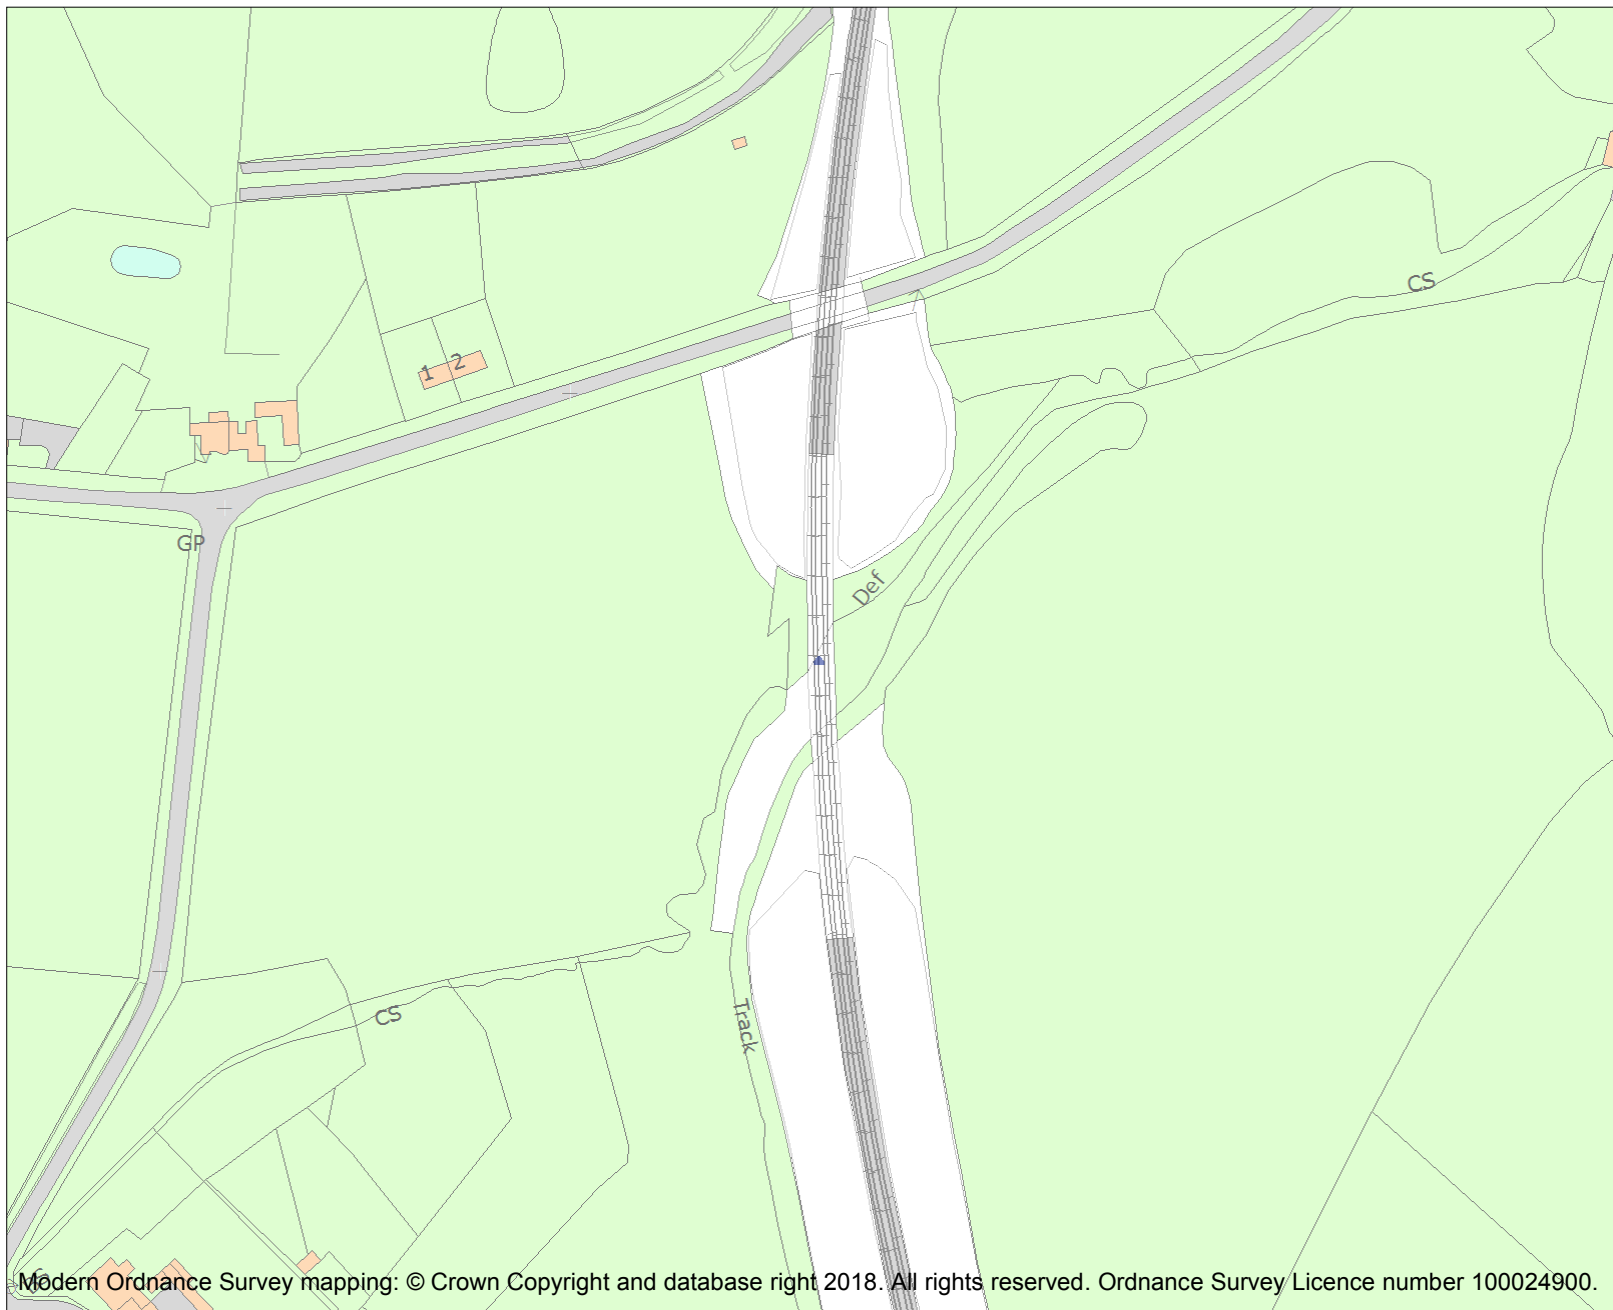 CS
1 2
GP
Def
CS
Track
Modern Ordnance Survey mapping: © Crown Copyright and database right 2018. All rights reserved. Ordnance Survey Licence number 100024900.